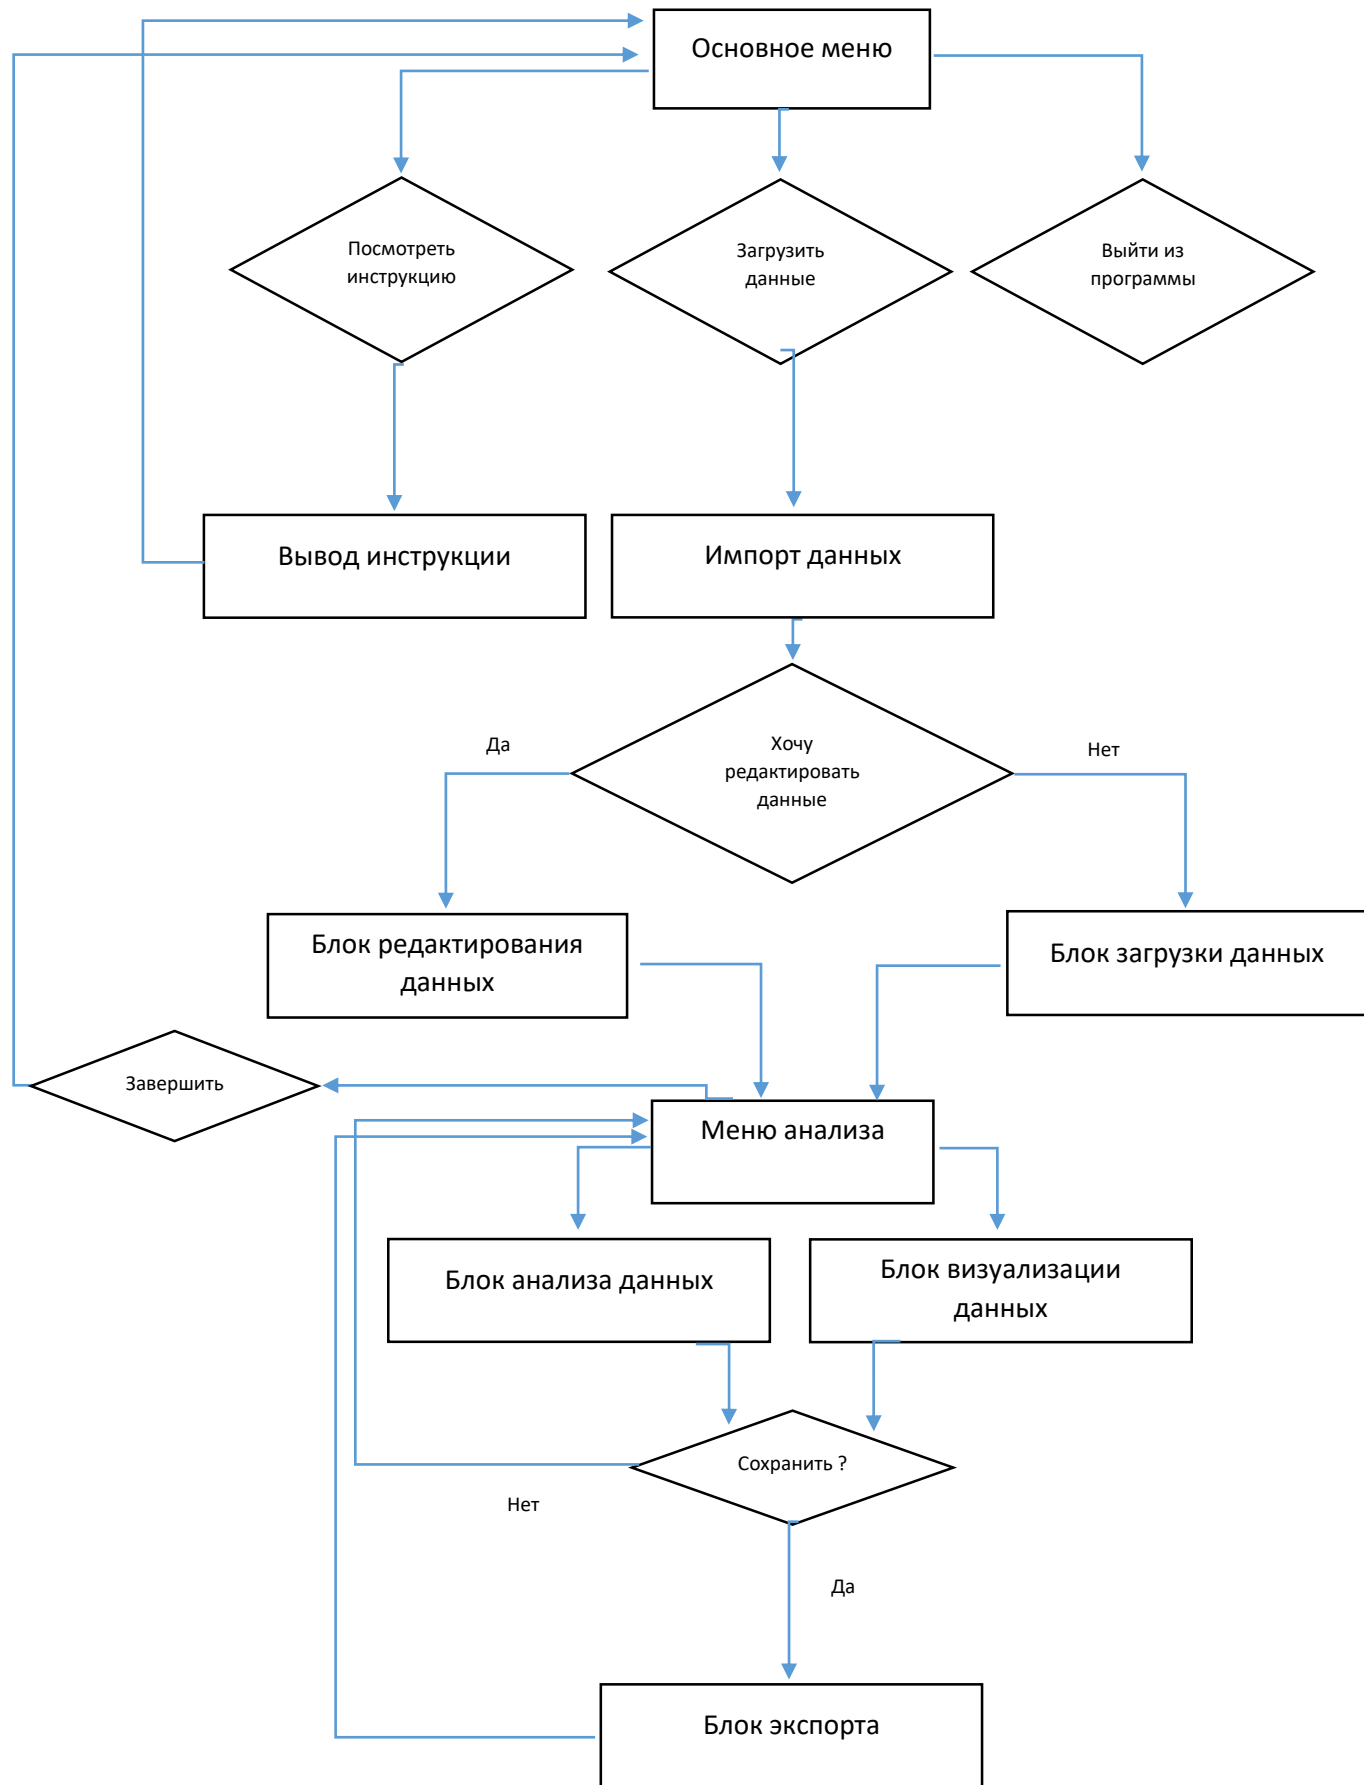 Основное меню
Посмотреть
инструкцию
Загрузить
данные
Выйти из
программы
Вывод инструкции
Импорт данных
Да
Хочу
редактировать
данные
Нет
Блок редактирования
данных
Блок загрузки данных
Завершить
Меню анализа
Блок анализа данных
Блок визуализации
данных
Сохранить ?
Нет
Да
Блок экспорта